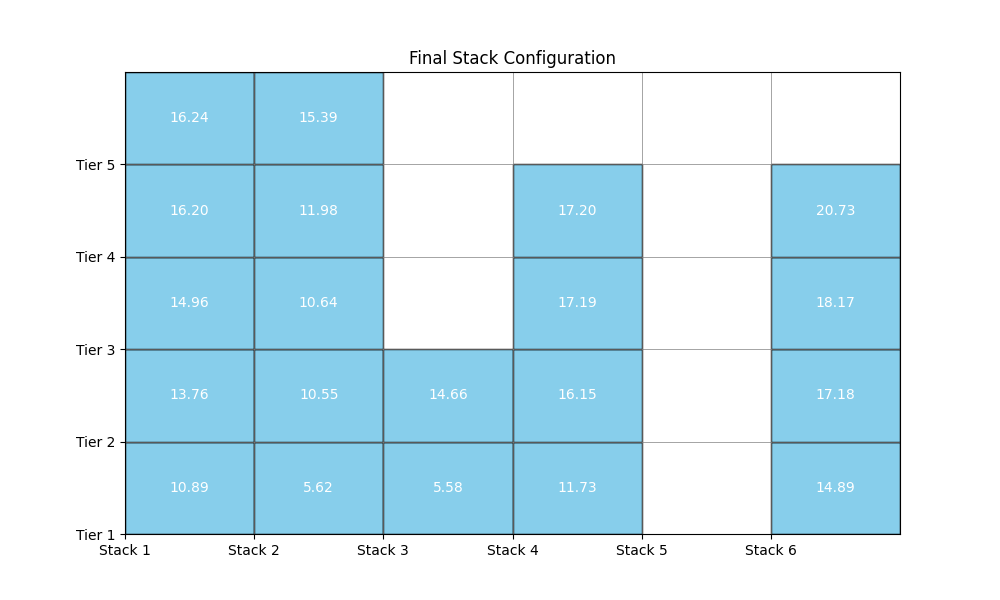 Final Stack Configuration
16.24 15.39
Tier 5
16.20 11.98 17.20 20.73
Tier 4
14.96 10.64 17.19 18.17
Tier 3
13.76 10.55 14.66 16.15 17.18
Tier 2
10.89 5.62 5.58 11.73 14.89
Tier 1
Stack 1 Stack 2 Stack 3 Stack 4 Stack 5 Stack 6